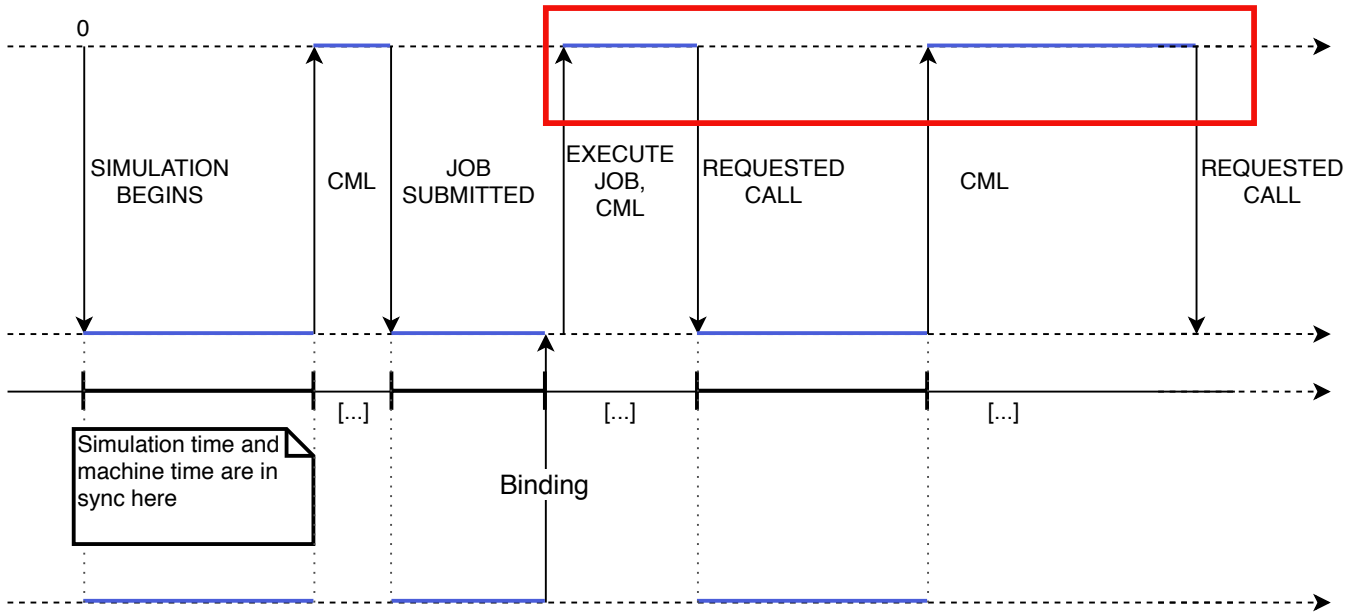 0
SIMULATION
BEGINS
CML
JOB
SUBMITTED
EXECUTE
JOB,
CML
REQUESTED
CALL
CML
REQUESTED
CALL
[...]
[...]
[...]
Simulation time and
machine time are in
sync here
Binding